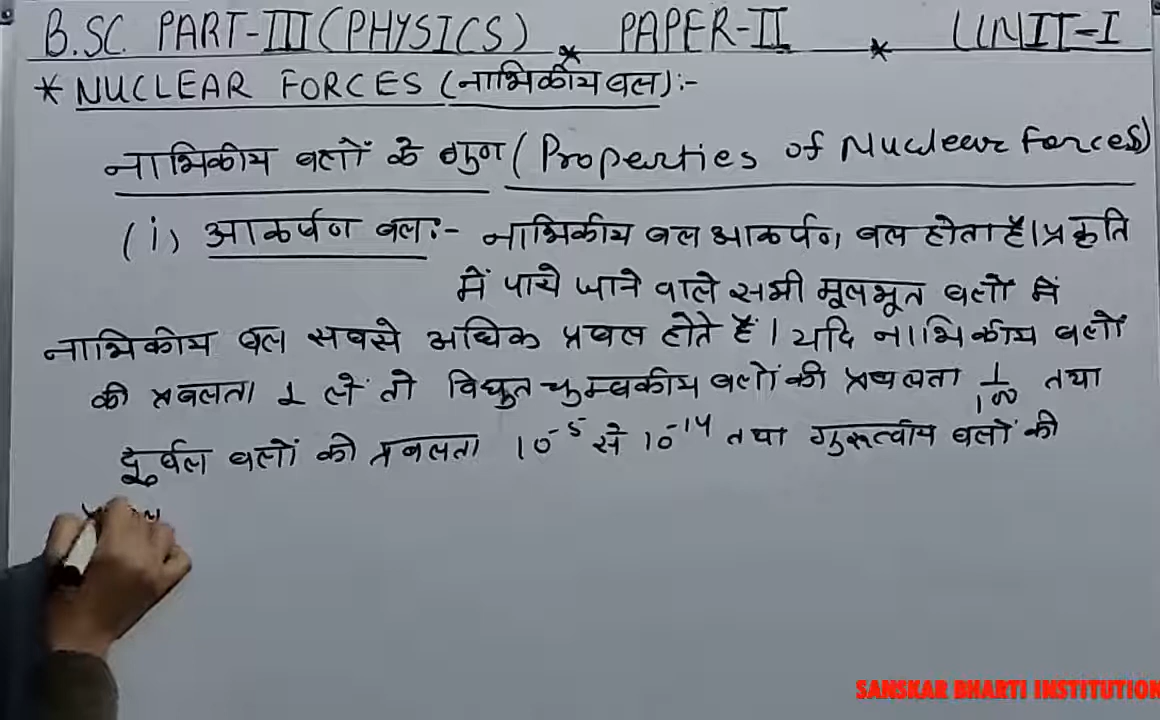 B.SC. PART-III (PHYSICS) * PAPER-II * UNIT-I
* NUCLEAR FORCES (नाभिकीय बल):-
नाभिकीय बलों के गुण (Properties of Nuclear Forces)
(i) आकर्षण बल:- नाभिकीय बल आकर्षण बल होता है। प्रकृति
में पाये जाने वाले सभी मूलभूत बलों में
नाभिकीय बल सबसे अधिक प्रबल होते हैं। यदि नाभिकीय बलों
की प्रबलता 1 लें तो विघुत चुम्बकीय बलों की प्रबलता 1/100 तथा
दुर्बल बलों की प्रबलता 10⁻⁵ से 10⁻¹⁴ तथा गुरुत्वीय बलों की
SANSKAR BHARTI INSTITUTION